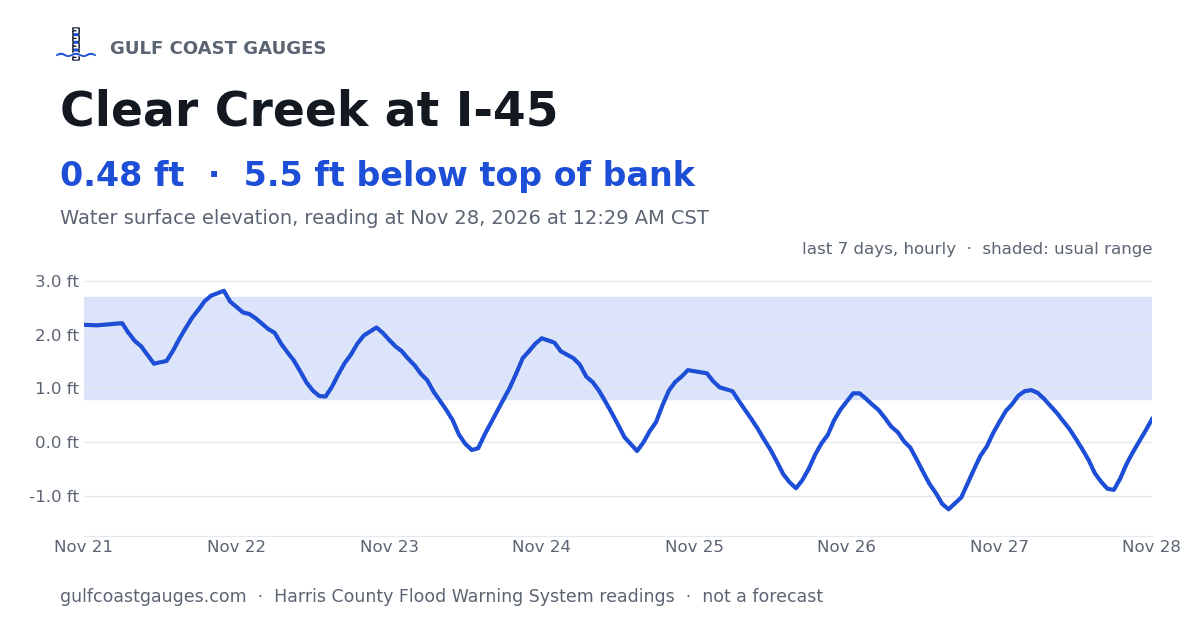 GULF COAST GAUGES
Clear Creek at I-45
0.48 ft · 5.5 ft below top of bank
Water surface elevation, reading at Nov 28, 2026 at 12:29 AM CST
last 7 days, hourly · shaded: usual range
3.0 ft
2.0 ft
1.0 ft
0.0 ft
-1.0 ft
Nov 21 Nov 22 Nov 23 Nov 24 Nov 25 Nov 26 Nov 27 Nov 28
gulfcoastgauges.com · Harris County Flood Warning System readings · not a forecast